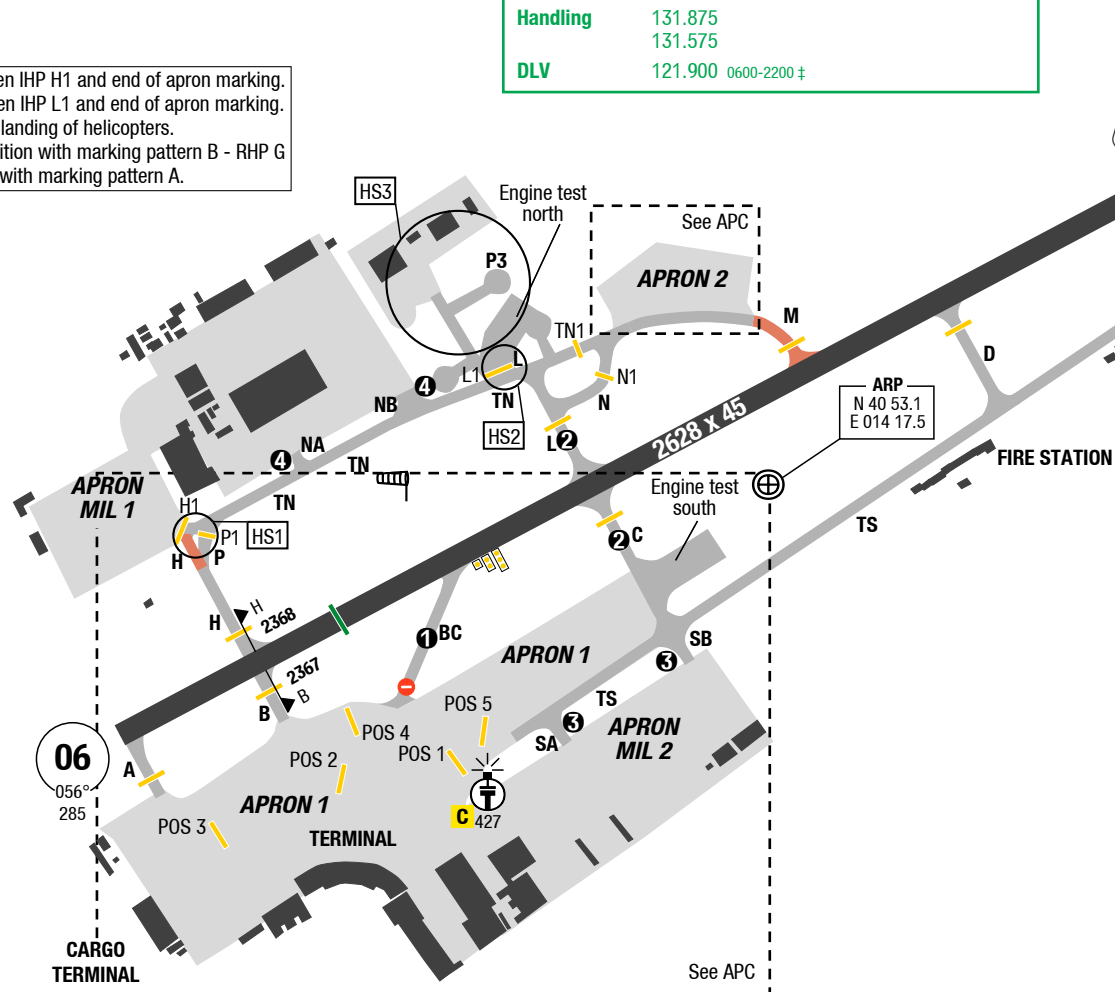 Handling 131.875
131.575
DLV 121.900 0600-2200 ‡
en IHP H1 and end of apron marking.
en IHP L1 and end of apron marking.
landing of helicopters.
ition with marking pattern B - RHP G
with marking pattern A.
HS3
Engine test
north
See APC
P3
APRON 2
M
TN1
D
L
L1
N1
4
ARP
N 40 53.1
E 014 17.5
NB
TN
N
HS2
L 2
2628 x 45
NA
4
TN
FIRE STATION
APRON
MIL 1
Engine test
south
H1
TN
P1
HS1
H
P
2 C
TS
H
H
2368
1 BC
SB
APRON 1
3
2367
B
B
POS 5
TS
POS 4
3
APRON
MIL 2
POS 1
SA
06
056°
285
A
POS 2
APRON 1
C 427
POS 3
TERMINAL
CARGO
TERMINAL
See APC